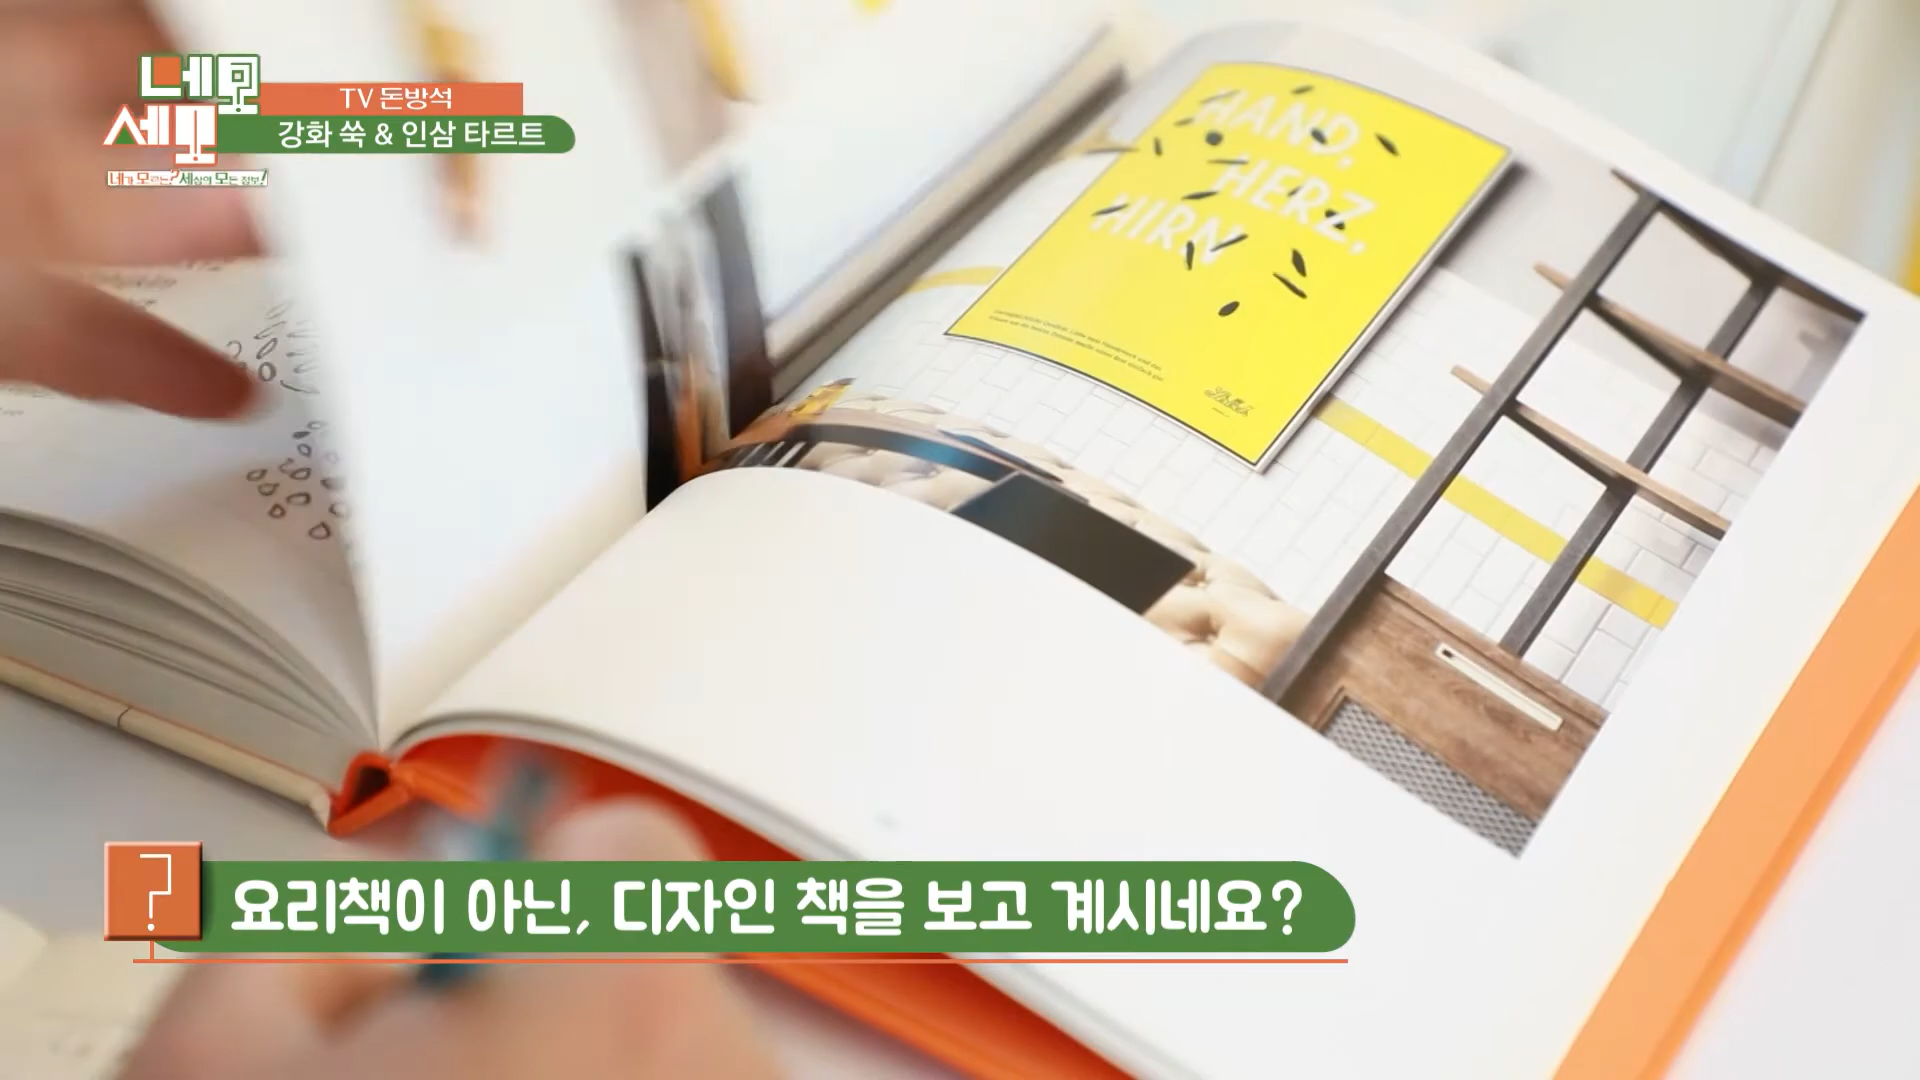 네모
세모
네가 모르는? 세상의 모든 정보!
TV 돈방석
강화 쑥 & 인삼 타르트
HAND,
HERZ,
HIRN
?
요리책이 아닌, 디자인 책을 보고 계시네요?